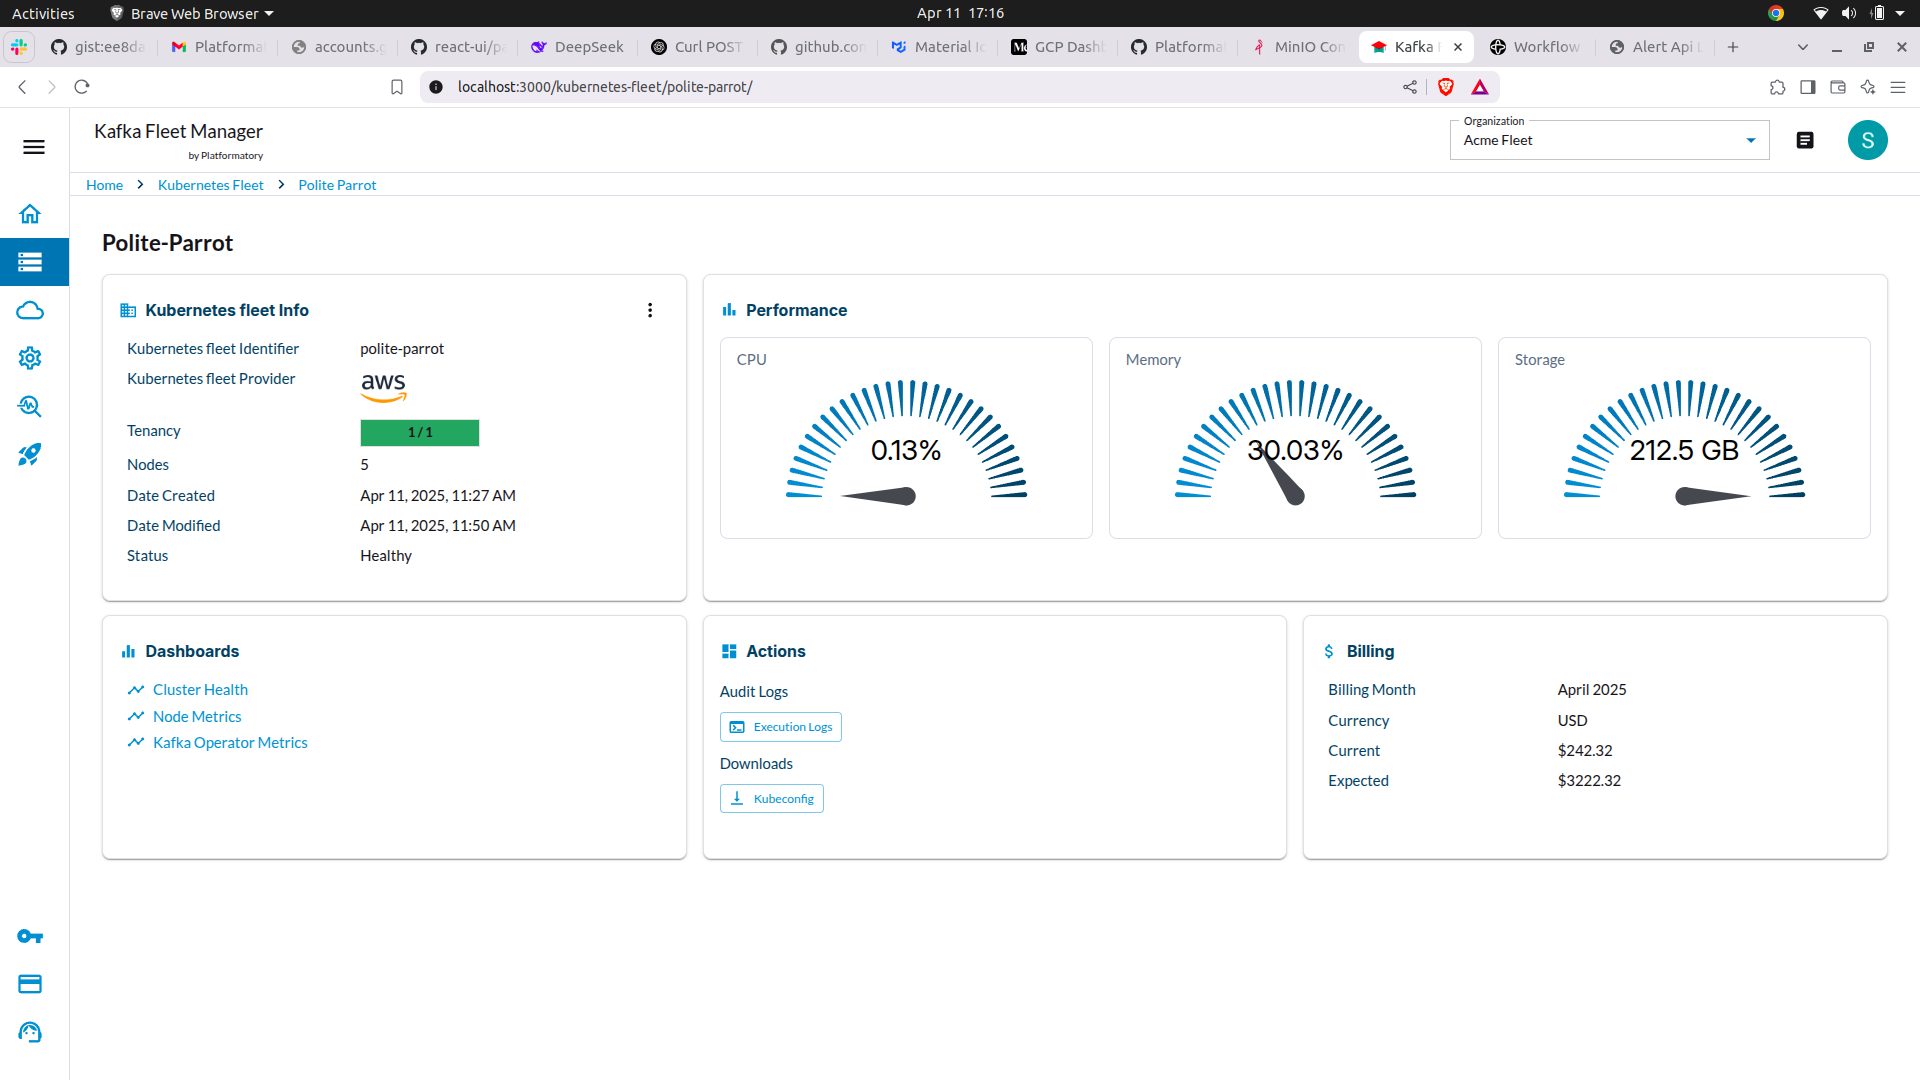 Activities Brave Web Browser Apr 11 17:16
gist:ee8da Platforma accounts.g react-ui/pa DeepSeek Curl POST github.com Material Ic GCP Dash Platforma MinIO Con Kafka F Workflow Alert Api L
localhost:3000/kubernetes-fleet/polite-parrot/
Kafka Fleet Manager
by Platformatory
Organization
Acme Fleet
S
Home Kubernetes Fleet Polite Parrot
Polite-Parrot
Kubernetes fleet Info
Kubernetes fleet Identifier polite-parrot
Kubernetes fleet Provider aws
Tenancy 1 / 1
Nodes 5
Date Created Apr 11, 2025, 11:27 AM
Date Modified Apr 11, 2025, 11:50 AM
Status Healthy
Performance
CPU
0.13%
Memory
30.03%
Storage
212.5 GB
Dashboards
Cluster Health
Node Metrics
Kafka Operator Metrics
Actions
Audit Logs
Execution Logs
Downloads
Kubeconfig
Billing
Billing Month April 2025
Currency USD
Current $242.32
Expected $3222.32